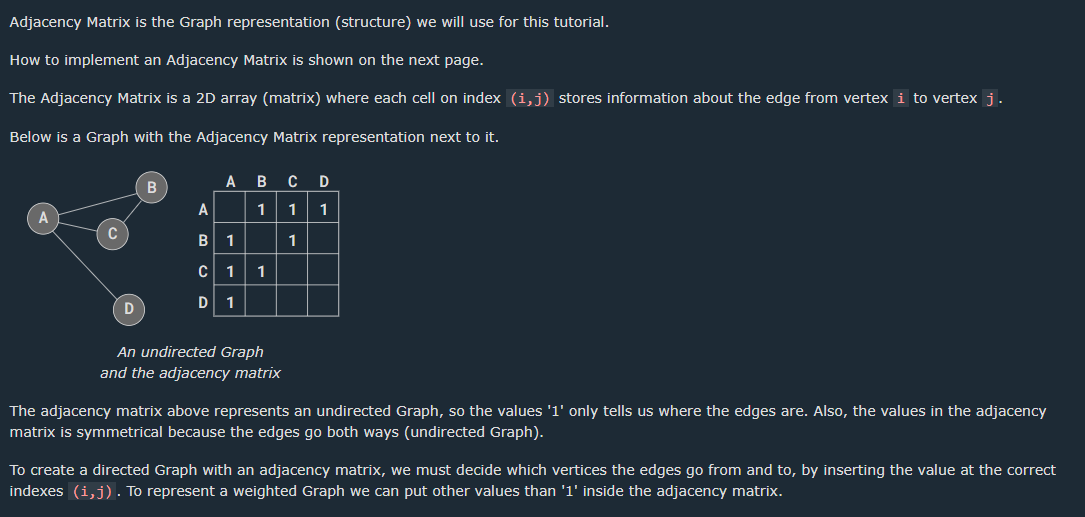 Adjacency Matrix is the Graph representation (structure) we will use for this tutorial.
How to implement an Adjacency Matrix is shown on the next page.
The Adjacency Matrix is a 2D array (matrix) where each cell on index (i,j) stores information about the edge from vertex i to vertex j.
Below is a Graph with the Adjacency Matrix representation next to it.
A
B
C
D
A B C D
A 1 1 1
B 1 1
C 1 1
D 1
An undirected Graph
and the adjacency matrix
The adjacency matrix above represents an undirected Graph, so the values '1' only tells us where the edges are. Also, the values in the adjacency
matrix is symmetrical because the edges go both ways (undirected Graph).
To create a directed Graph with an adjacency matrix, we must decide which vertices the edges go from and to, by inserting the value at the correct
indexes (i,j). To represent a weighted Graph we can put other values than '1' inside the adjacency matrix.